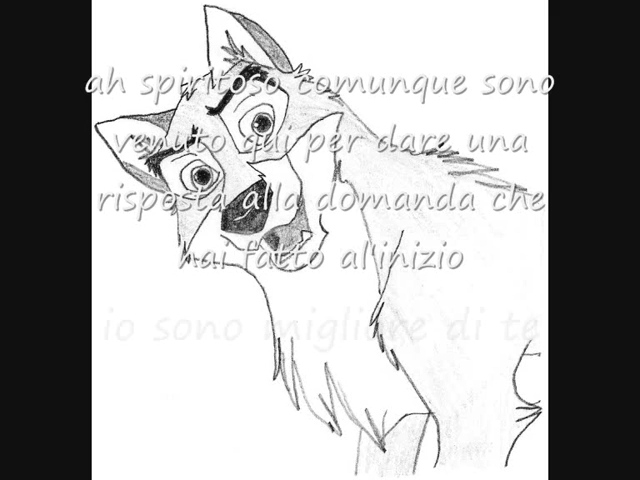 ah spiritoso comunque sono
venuto qui per dare una
risposta alla domanda che
hai fatto al'inizio
io sono migliore di te